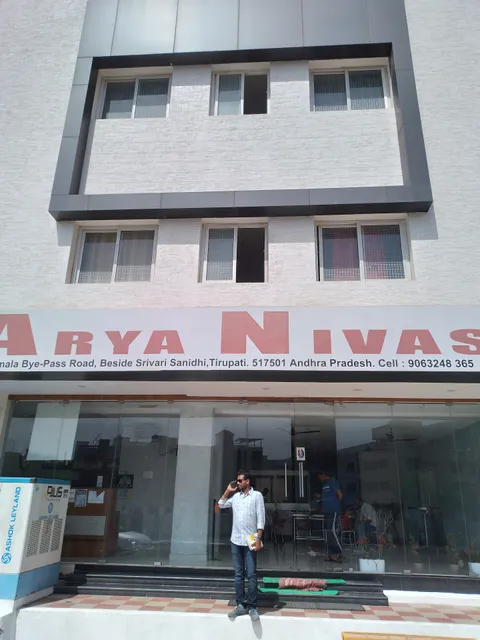 ARYA NIVAS
mala Bye-Pass Road, Beside Srivari Sanidhi,Tirupati. 517501 Andhra Pradesh. Cell : 9063248 365
ASHOK LEYLAND